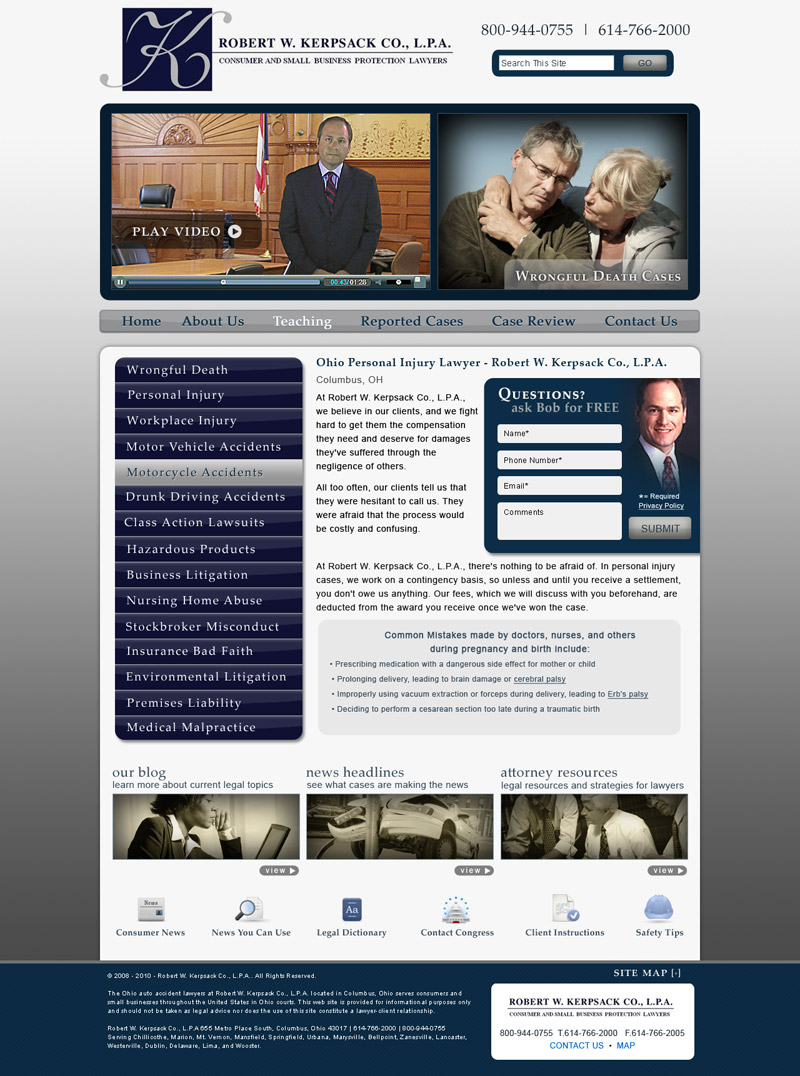 K
ROBERT W. KERPSACK CO., L.P.A.
CONSUMER AND SMALL BUSINESS PROTECTION LAWYERS
800-944-0755 | 614-766-2000
Search This Site
GO
PLAY VIDEO
00:43/01:28
WRONGFUL DEATH CASES
Home About Us Teaching Reported Cases Case Review Contact Us
Wrongful Death
Personal Injury
Workplace Injury
Motor Vehicle Accidents
Motorcycle Accidents
Drunk Driving Accidents
Class Action Lawsuits
Hazardous Products
Business Litigation
Nursing Home Abuse
Stockbroker Misconduct
Insurance Bad Faith
Environmental Litigation
Premises Liability
Medical Malpractice
Ohio Personal Injury Lawyer - Robert W. Kerpsack Co., L.P.A.
Columbus, OH
At Robert W. Kerpsack Co., L.P.A.,
we believe in our clients, and we fight
hard to get them the compensation
they need and deserve for damages
they've suffered through the
negligence of others.
All too often, our clients tell us that
they were hesitant to call us. They
were afraid that the process would
be costly and confusing.
QUESTIONS?
ask Bob for FREE
Name*
Phone Number*
Email*
Comments
*= Required
Privacy Policy
SUBMIT
At Robert W. Kerpsack Co., L.P.A., there's nothing to be afraid of. In personal injury
cases, we work on a contingency basis, so unless and until you receive a settlement,
you don't owe us anything. Our fees, which we will discuss with you beforehand, are
deducted from the award you receive once we've won the case.
Common Mistakes made by doctors, nurses, and others
during pregnancy and birth include:
• Prescribing medication with a dangerous side effect for mother or child
• Prolonging delivery, leading to brain damage or cerebral palsy
• Improperly using vacuum extraction or forceps during delivery, leading to Erb's palsy
• Deciding to perform a cesarean section too late during a traumatic birth
our blog
learn more about current legal topics
view
news headlines
see what cases are making the news
view
attorney resources
legal resources and strategies for lawyers
view
News
Aa
Consumer News News You Can Use Legal Dictionary Contact Congress Client Instructions Safety Tips
© 2008 - 2010 - Robert W. Kerpsack Co., L.P.A.. All Rights Reserved.
The Ohio auto accident lawyers at Robert W. Kerpsack Co., L.P.A. located in Columbus, Ohio serves consumers and
small businesses throughout the United States in Ohio courts. This web site is provided for informational purposes only
and should not be taken as legal advice nor does the use of this site constitute a lawyer-client relationship.
Robert W. Kerpsack Co., L.P.A 655 Metro Place South, Columbus, Ohio 43017 | 614-766-2000 | 800-944-0755
Serving Chillicothe, Marion, Mt. Vernon, Mansfield, Springfield, Urbana, Marysville, Bellpoint, Zanesville, Lancaster,
Westerville, Dublin, Delaware, Lima, and Wooster.
SITE MAP [-]
ROBERT W. KERPSACK CO., L.P.A.
CONSUMER AND SMALL BUSINESS PROTECTION LAWYERS
800-944-0755 T.614-766-2000 F.614-766-2005
CONTACT US • MAP